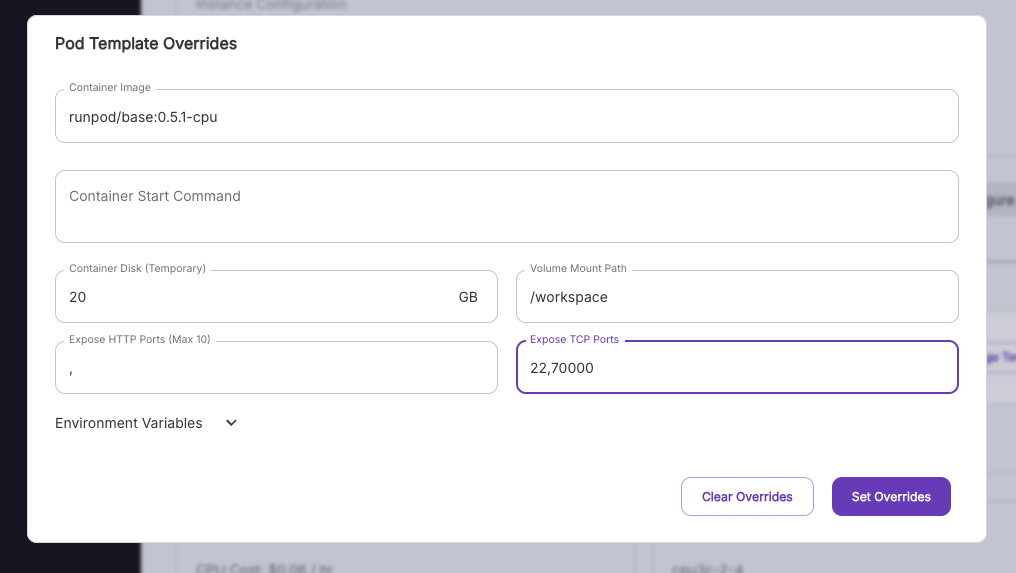 Instance Configuration
Pod Template Overrides
Container Image
runpod/base:0.5.1-cpu
Container Start Command
Container Disk (Temporary)
20 GB
Volume Mount Path
/workspace
Expose HTTP Ports (Max 10)
,
Expose TCP Ports
22,70000
Environment Variables
Clear Overrides
Set Overrides
CPU Cost: $0.06 / hr
cpu3c-2-4